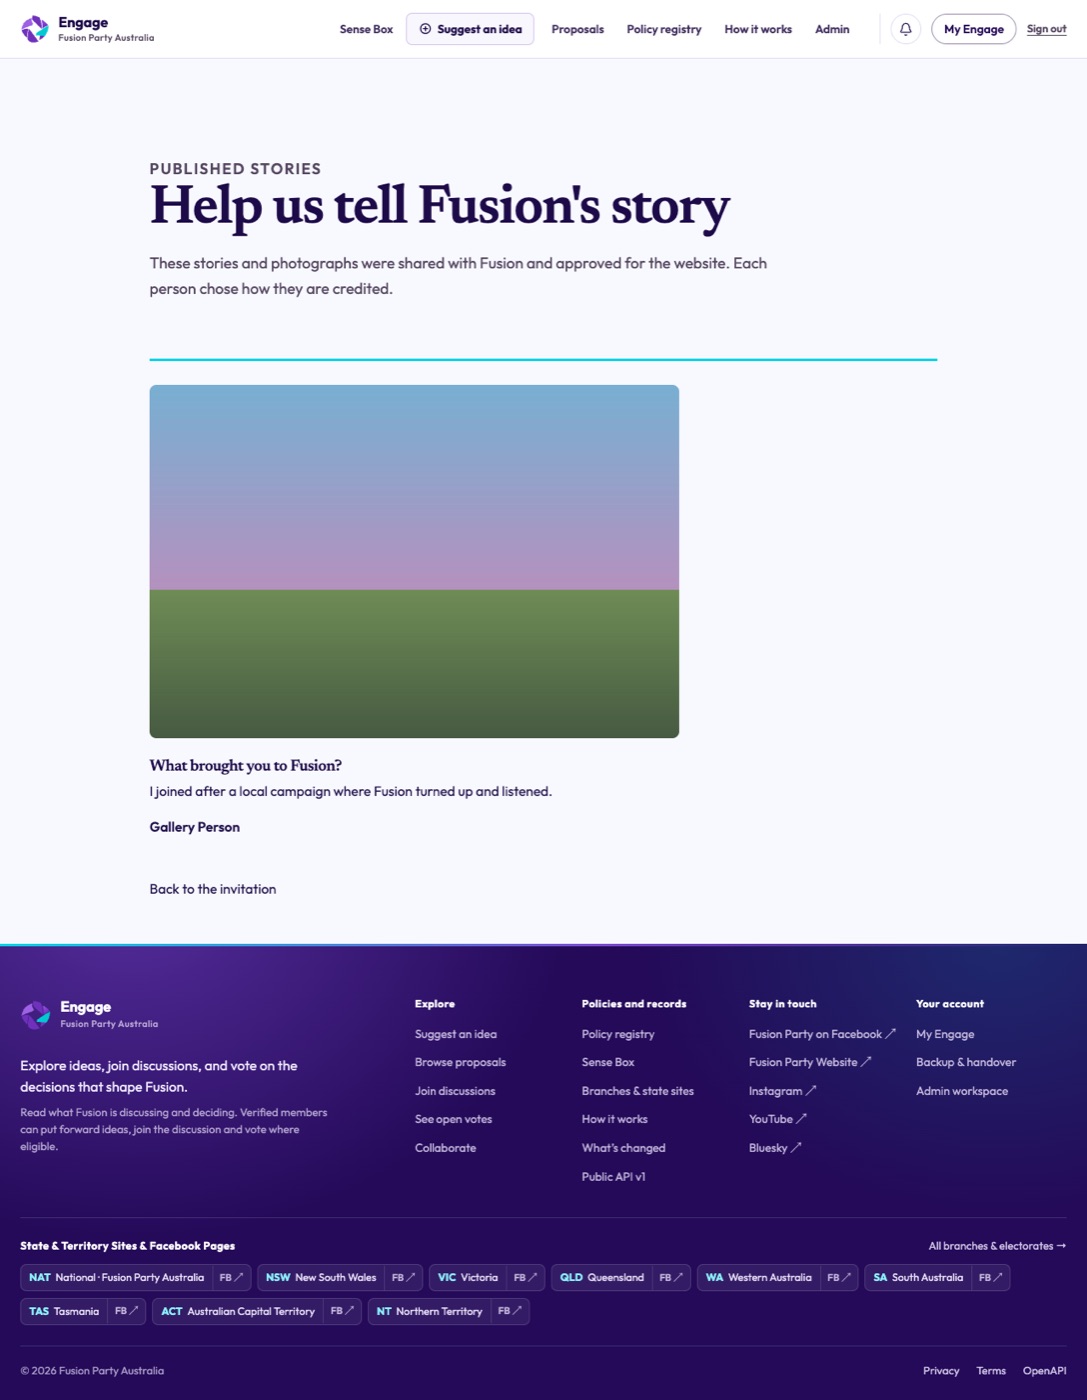 Engage
Fusion Party Australia
Sense Box
Suggest an idea
Proposals
Policy registry
How it works
Admin
My Engage
Sign out
PUBLISHED STORIES
Help us tell Fusion's story
These stories and photographs were shared with Fusion and approved for the website. Each
person chose how they are credited.
What brought you to Fusion?
I joined after a local campaign where Fusion turned up and listened.
Gallery Person
Back to the invitation
Engage
Fusion Party Australia
Explore ideas, join discussions, and vote on the
decisions that shape Fusion.
Read what Fusion is discussing and deciding. Verified members
can put forward ideas, join the discussion and vote where
eligible.
Explore
Suggest an idea
Browse proposals
Join discussions
See open votes
Collaborate
Policies and records
Policy registry
Sense Box
Branches & state sites
How it works
What's changed
Public API v1
Stay in touch
Fusion Party on Facebook ↗
Fusion Party Website ↗
Instagram ↗
YouTube ↗
Bluesky ↗
Your account
My Engage
Backup & handover
Admin workspace
State & Territory Sites & Facebook Pages
All branches & electorates →
NAT National · Fusion Party Australia FB ↗
NSW New South Wales FB ↗
VIC Victoria FB ↗
QLD Queensland FB ↗
WA Western Australia FB ↗
SA South Australia FB ↗
TAS Tasmania FB ↗
ACT Australian Capital Territory FB ↗
NT Northern Territory FB ↗
© 2026 Fusion Party Australia
Privacy
Terms
OpenAPI